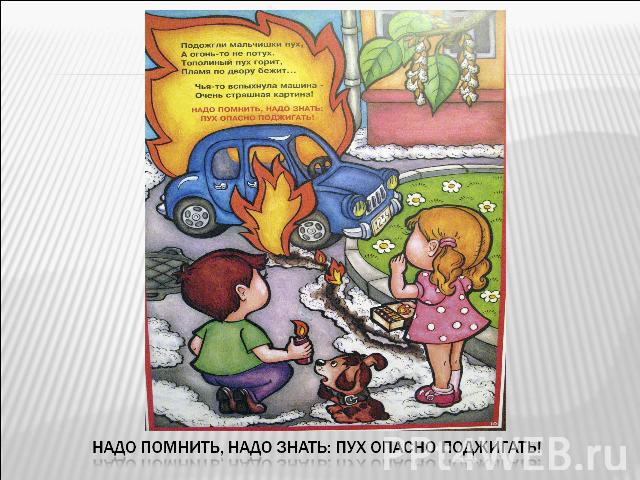 Подожгли мальчишки пух,
А огонь-то не потух.
Тополиный пух горит,
Пламя по двору бежит...
Чья-то вспыхнула машина -
Очень страшная картина!
НАДО ПОМНИТЬ, НАДО ЗНАТЬ:
ПУХ ОПАСНО ПОДЖИГАТЬ!
НАДО ПОМНИТЬ, НАДО ЗНАТЬ: ПУХ ОПАСНО ПОДЖИГАТЬ!
PPt4WEB.ru